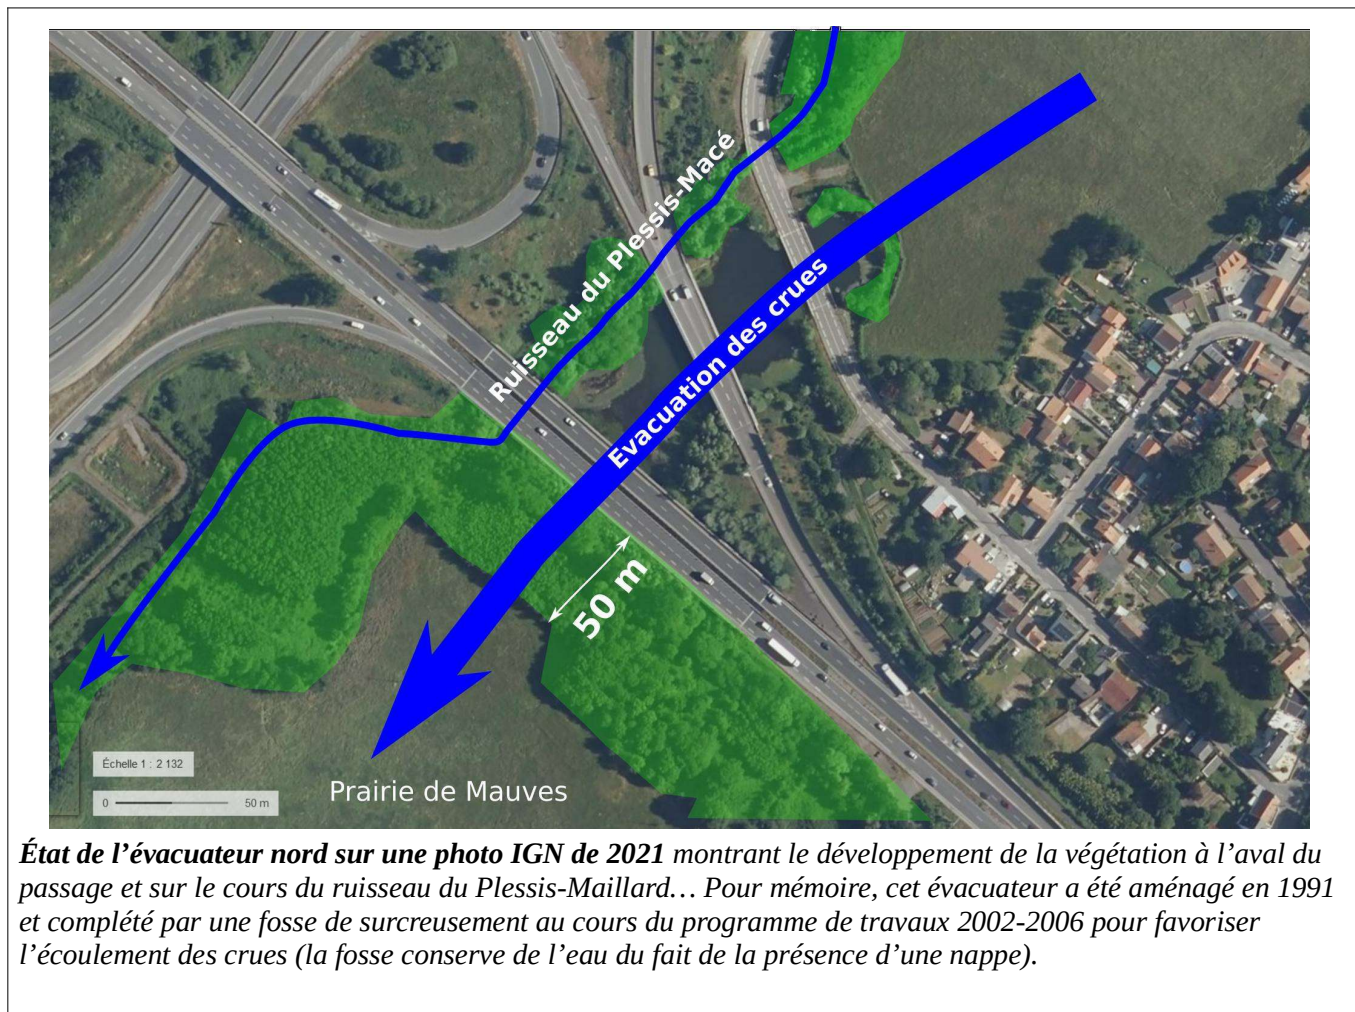 Ruisseau du Plessis-Macé
Evacuation des crues
50 m
Prairie de Mauves
Échelle 1 : 2 132
0 50 m
État de l’évacuateur nord sur une photo IGN de 2021 montrant le développement de la végétation à l’aval du
passage et sur le cours du ruisseau du Plessis-Maillard… Pour mémoire, cet évacuateur a été aménagé en 1991
et complété par une fosse de surcreusement au cours du programme de travaux 2002-2006 pour favoriser
l’écoulement des crues (la fosse conserve de l’eau du fait de la présence d’une nappe).